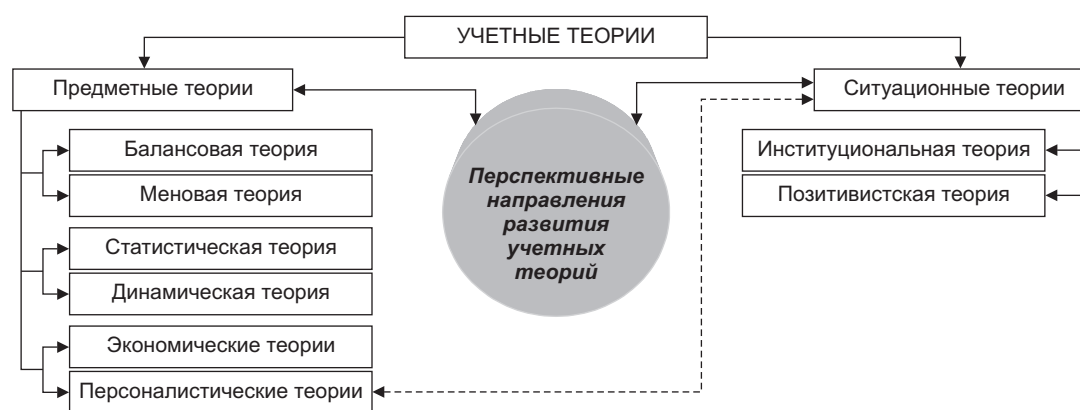 УЧЕТНЫЕ ТЕОРИИ
Предметные теории
Ситуационные теории
Балансовая теория
Меновая теория
Статистическая теория
Динамическая теория
Экономические теории
Персоналистические теории
Перспективные
направления
развития
учетных
теорий
Институциональная теория
Позитивистская теория